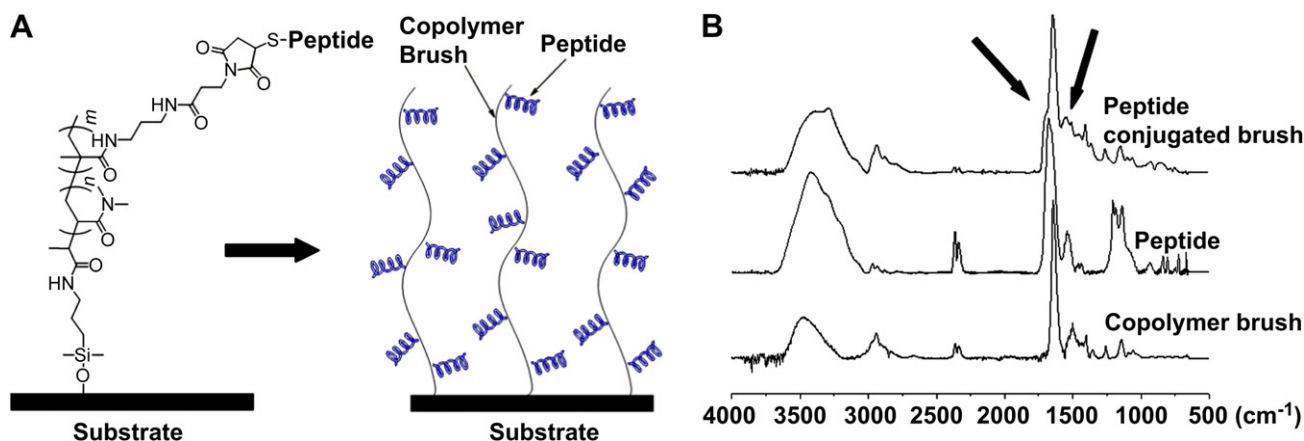 A
S-Peptide
O
N
O
O
N
H
O
m
HN
O
n
N
O
HN
O
Si
O
Substrate
Copolymer
Brush
Peptide
Substrate
B
Peptide
conjugated brush
Peptide
Copolymer brush
4000 3500 3000 2500 2000 1500 1000 500 (cm⁻¹)